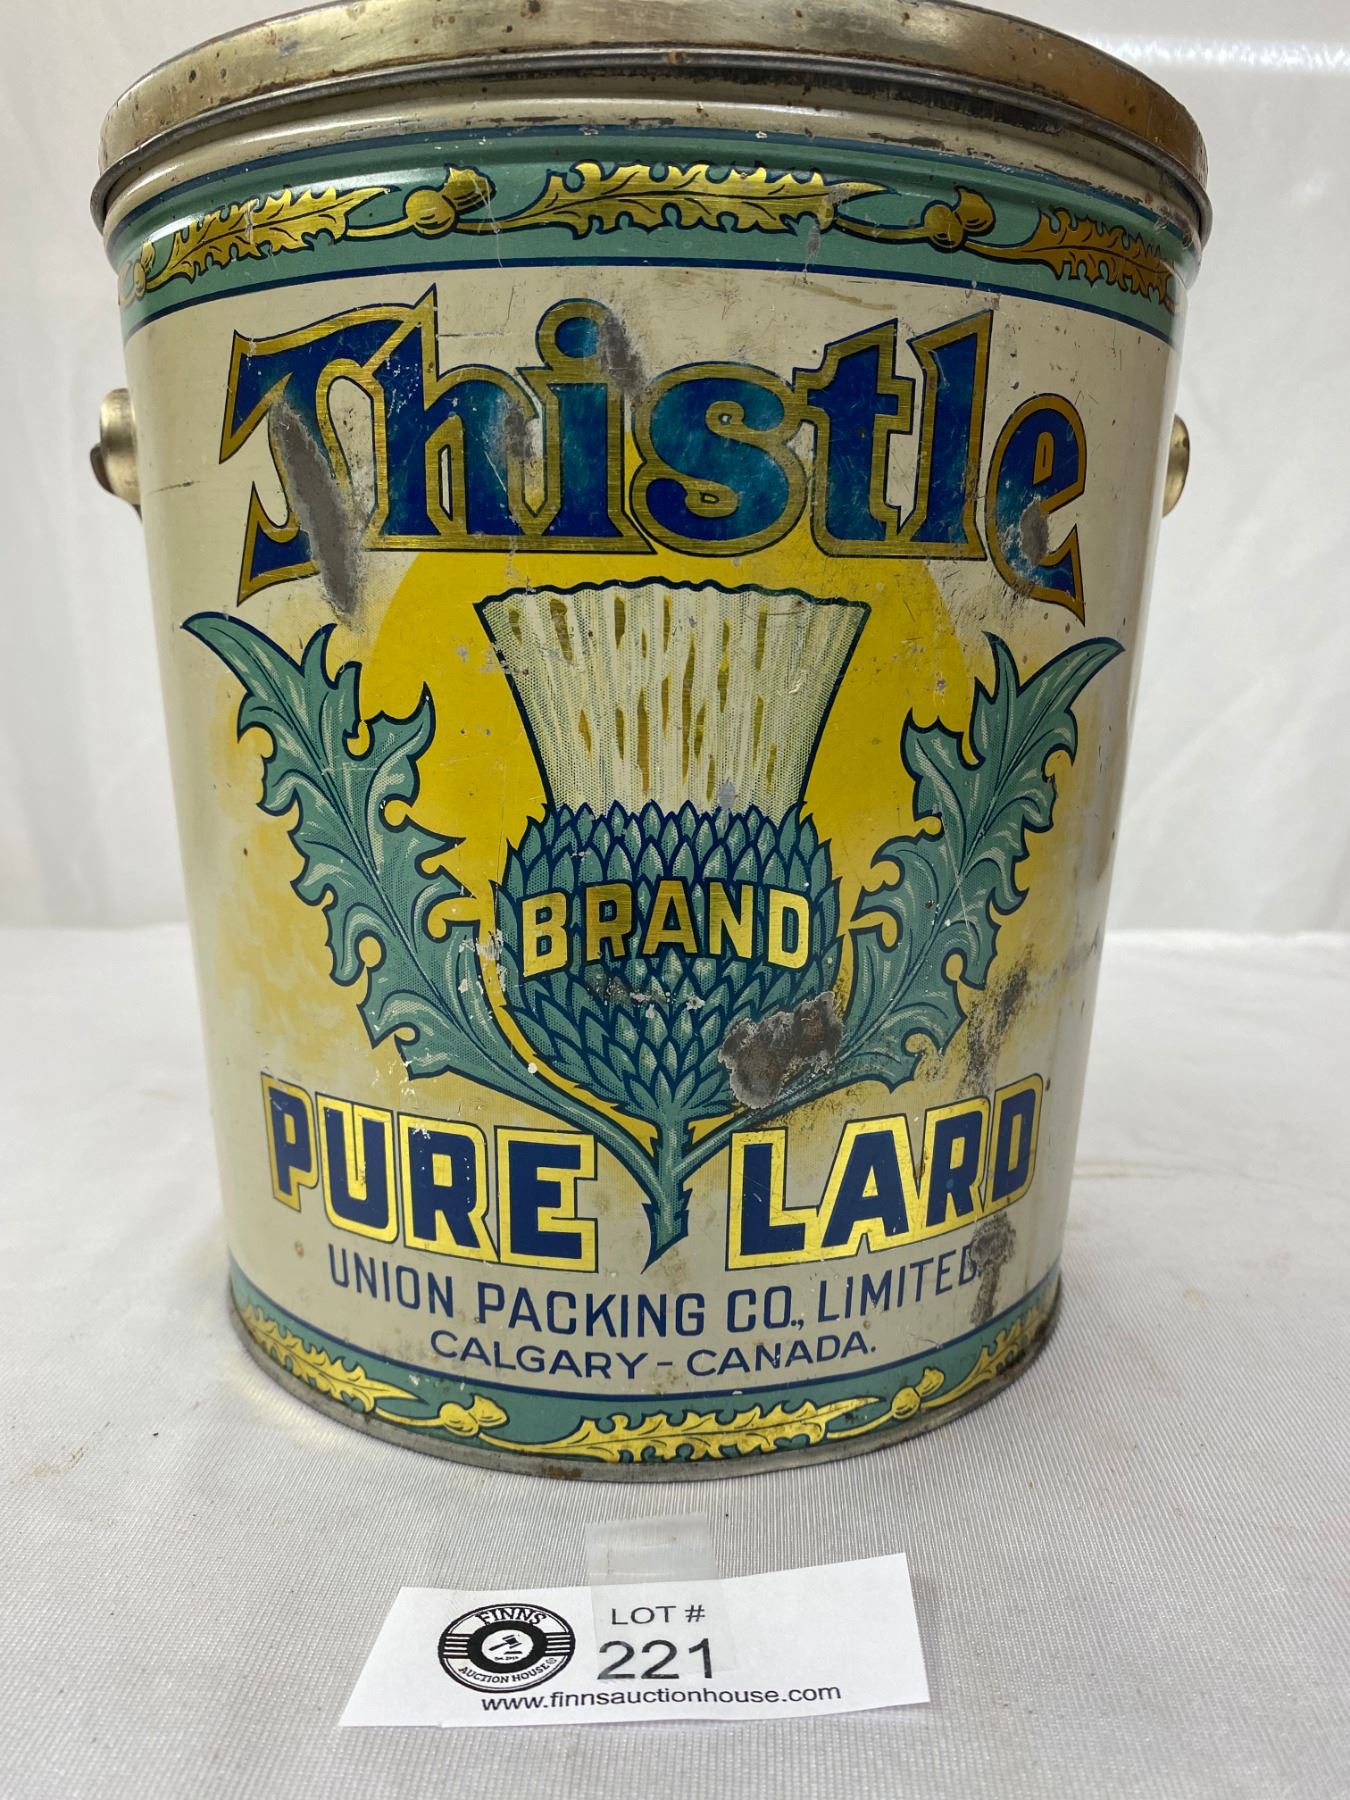 Thistle
BRAND
PURE LARD
UNION PACKING CO., LIMITED.
CALGARY - CANADA.
FINNS
AUCTION HOUSE
LOT #
221
www.finnsauctionhouse.com